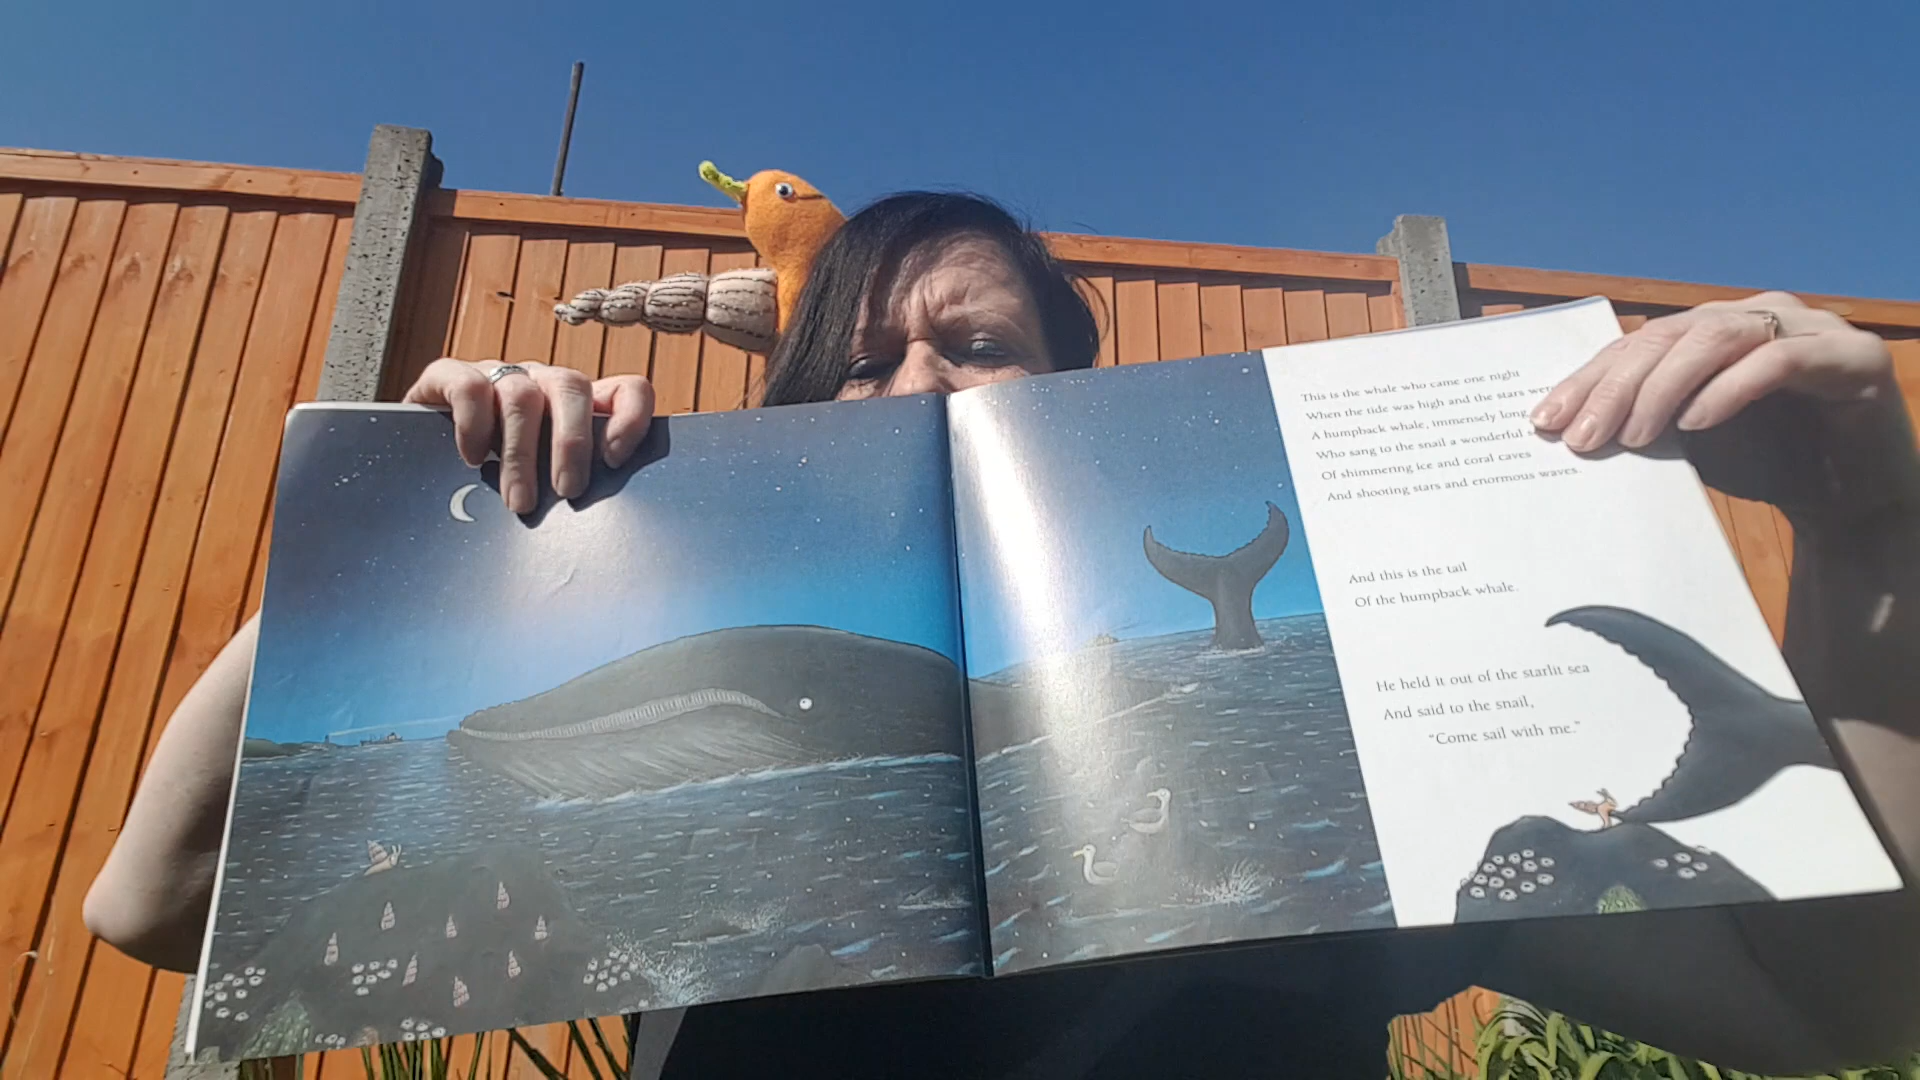 This is the whale who came one night
When the tide was high and the stars were
A humpback whale, immensely long,
Who sang to the snail a wonderful
Of shimmering ice and coral caves
And shooting stars and enormous waves.
And this is the tail
Of the humpback whale.
He held it out of the starlit sea
And said to the snail,
"Come sail with me."